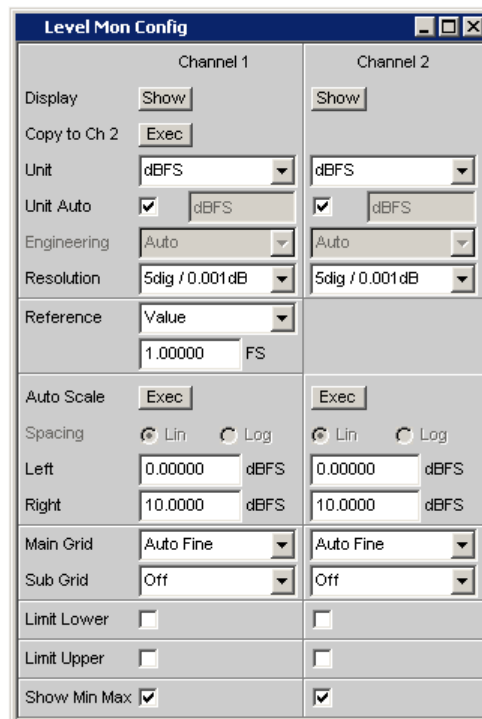 Level Mon Config
Channel 1 Channel 2
Display Show Show
Copy to Ch 2 Exec
Unit dBFS dBFS
Unit Auto dBFS dBFS
Engineering Auto Auto
Resolution 5dig / 0.001dB 5dig / 0.001dB
Reference Value
1.00000 FS
Auto Scale Exec Exec
Spacing Lin Log Lin Log
Left 0.00000 dBFS 0.00000 dBFS
Right 10.0000 dBFS 10.0000 dBFS
Main Grid Auto Fine Auto Fine
Sub Grid Off Off
Limit Lower
Limit Upper
Show Min Max